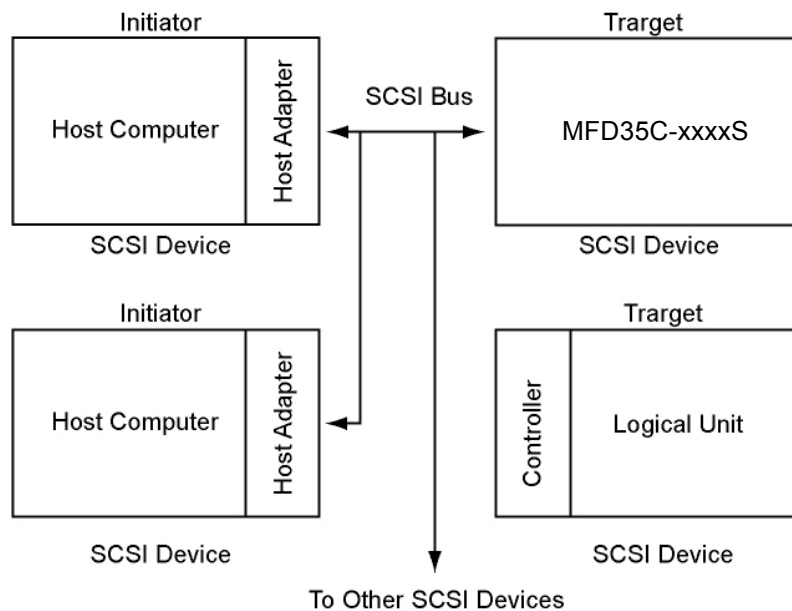 Initiator
Trarget
Host Computer
Host Adapter
SCSI Bus
MFD35C-xxxxS
SCSI Device
SCSI Device
Initiator
Trarget
Host Computer
Host Adapter
Controller
Logical Unit
SCSI Device
SCSI Device
To Other SCSI Devices